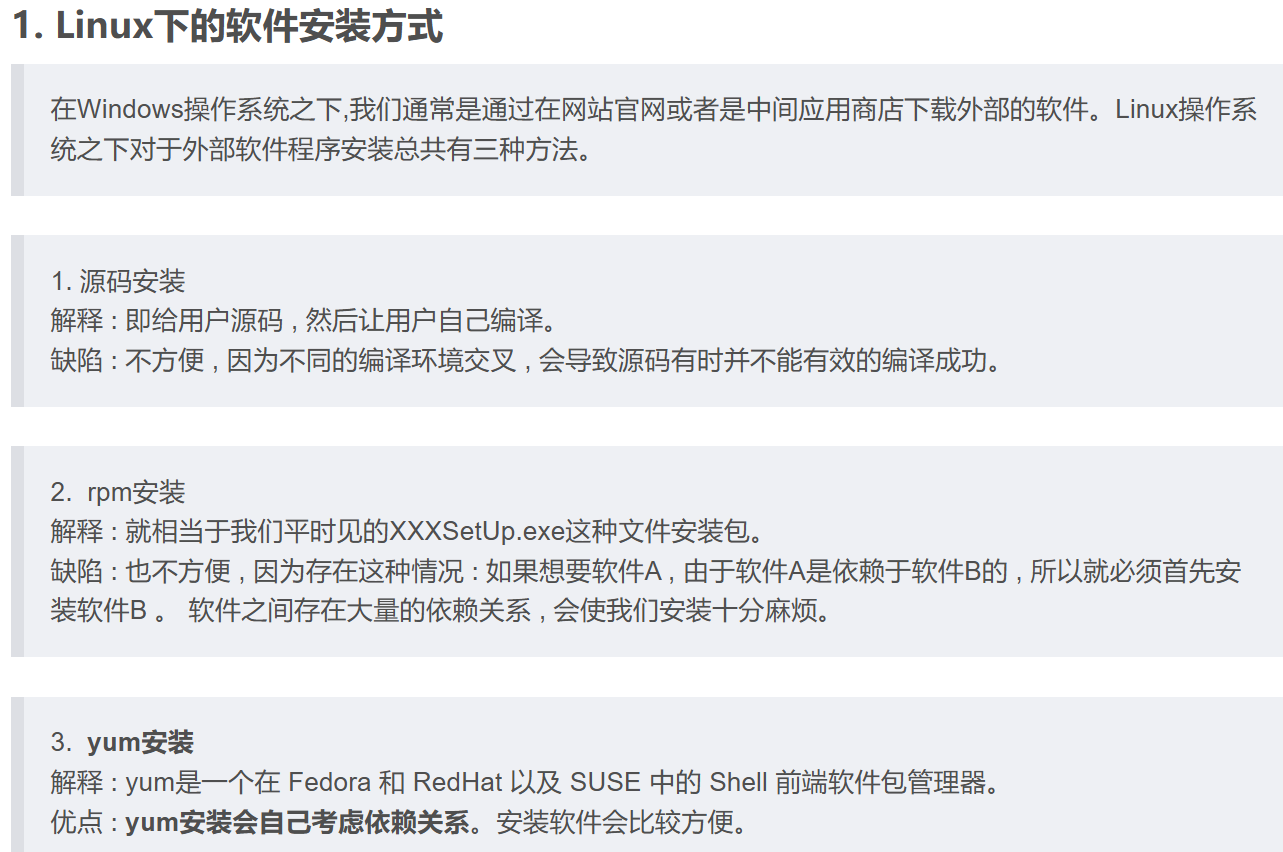 1. Linux下的软件安装方式
在Windows操作系统之下,我们通常是通过在网站官网或者是中间应用商店下载外部的软件。Linux操作系
统之下对于外部软件程序安装总共有三种方法。
1. 源码安装
解释 : 即给用户源码 , 然后让用户自己编译。
缺陷 : 不方便 , 因为不同的编译环境交叉 , 会导致源码有时并不能有效的编译成功。
2. rpm安装
解释 : 就相当于我们平时见的XXXSetUp.exe这种文件安装包。
缺陷 : 也不方便 , 因为存在这种情况 : 如果想要软件A , 由于软件A是依赖于软件B的 , 所以就必须首先安
装软件B 。 软件之间存在大量的依赖关系 , 会使我们安装十分麻烦。
3. yum安装
解释 : yum是一个在 Fedora 和 RedHat 以及 SUSE 中的 Shell 前端软件包管理器。
优点 : yum安装会自己考虑依赖关系。安装软件会比较方便。